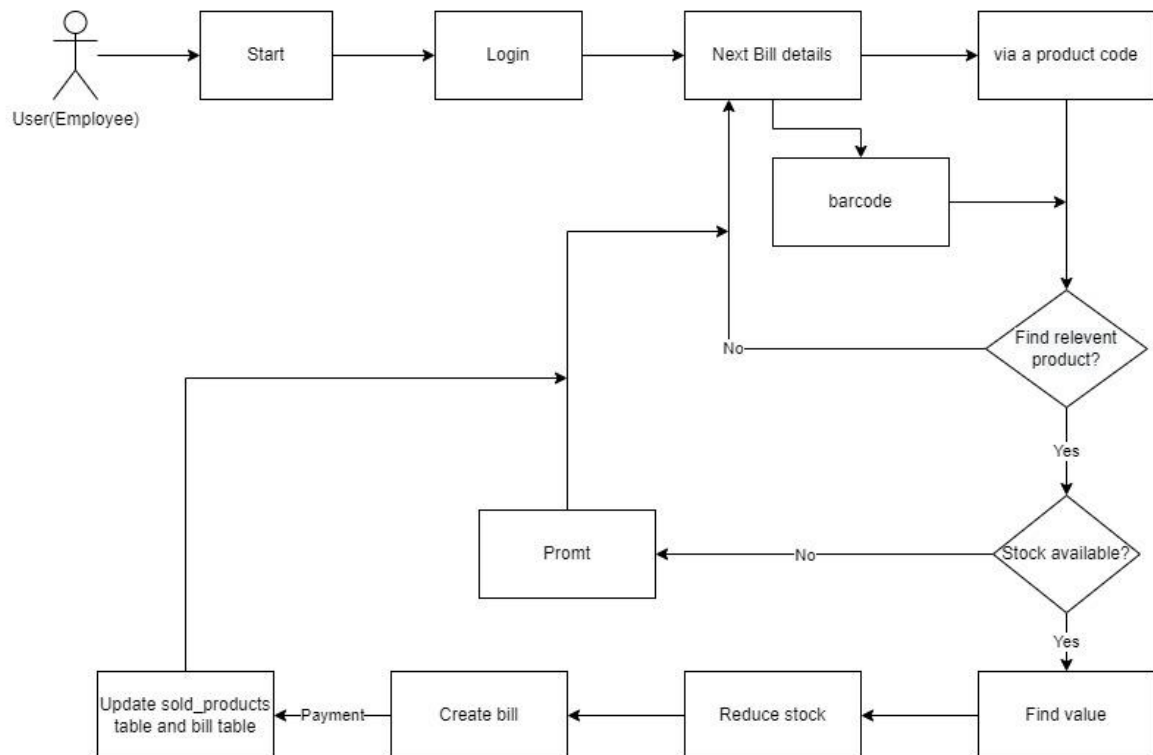 Start
Login
Next Bill details
via a product code
User(Employee)
barcode
Find relevent
product?
No
Yes
Promt
No
Stock available?
Yes
Update sold_products
table and bill table
Payment
Create bill
Reduce stock
Find value